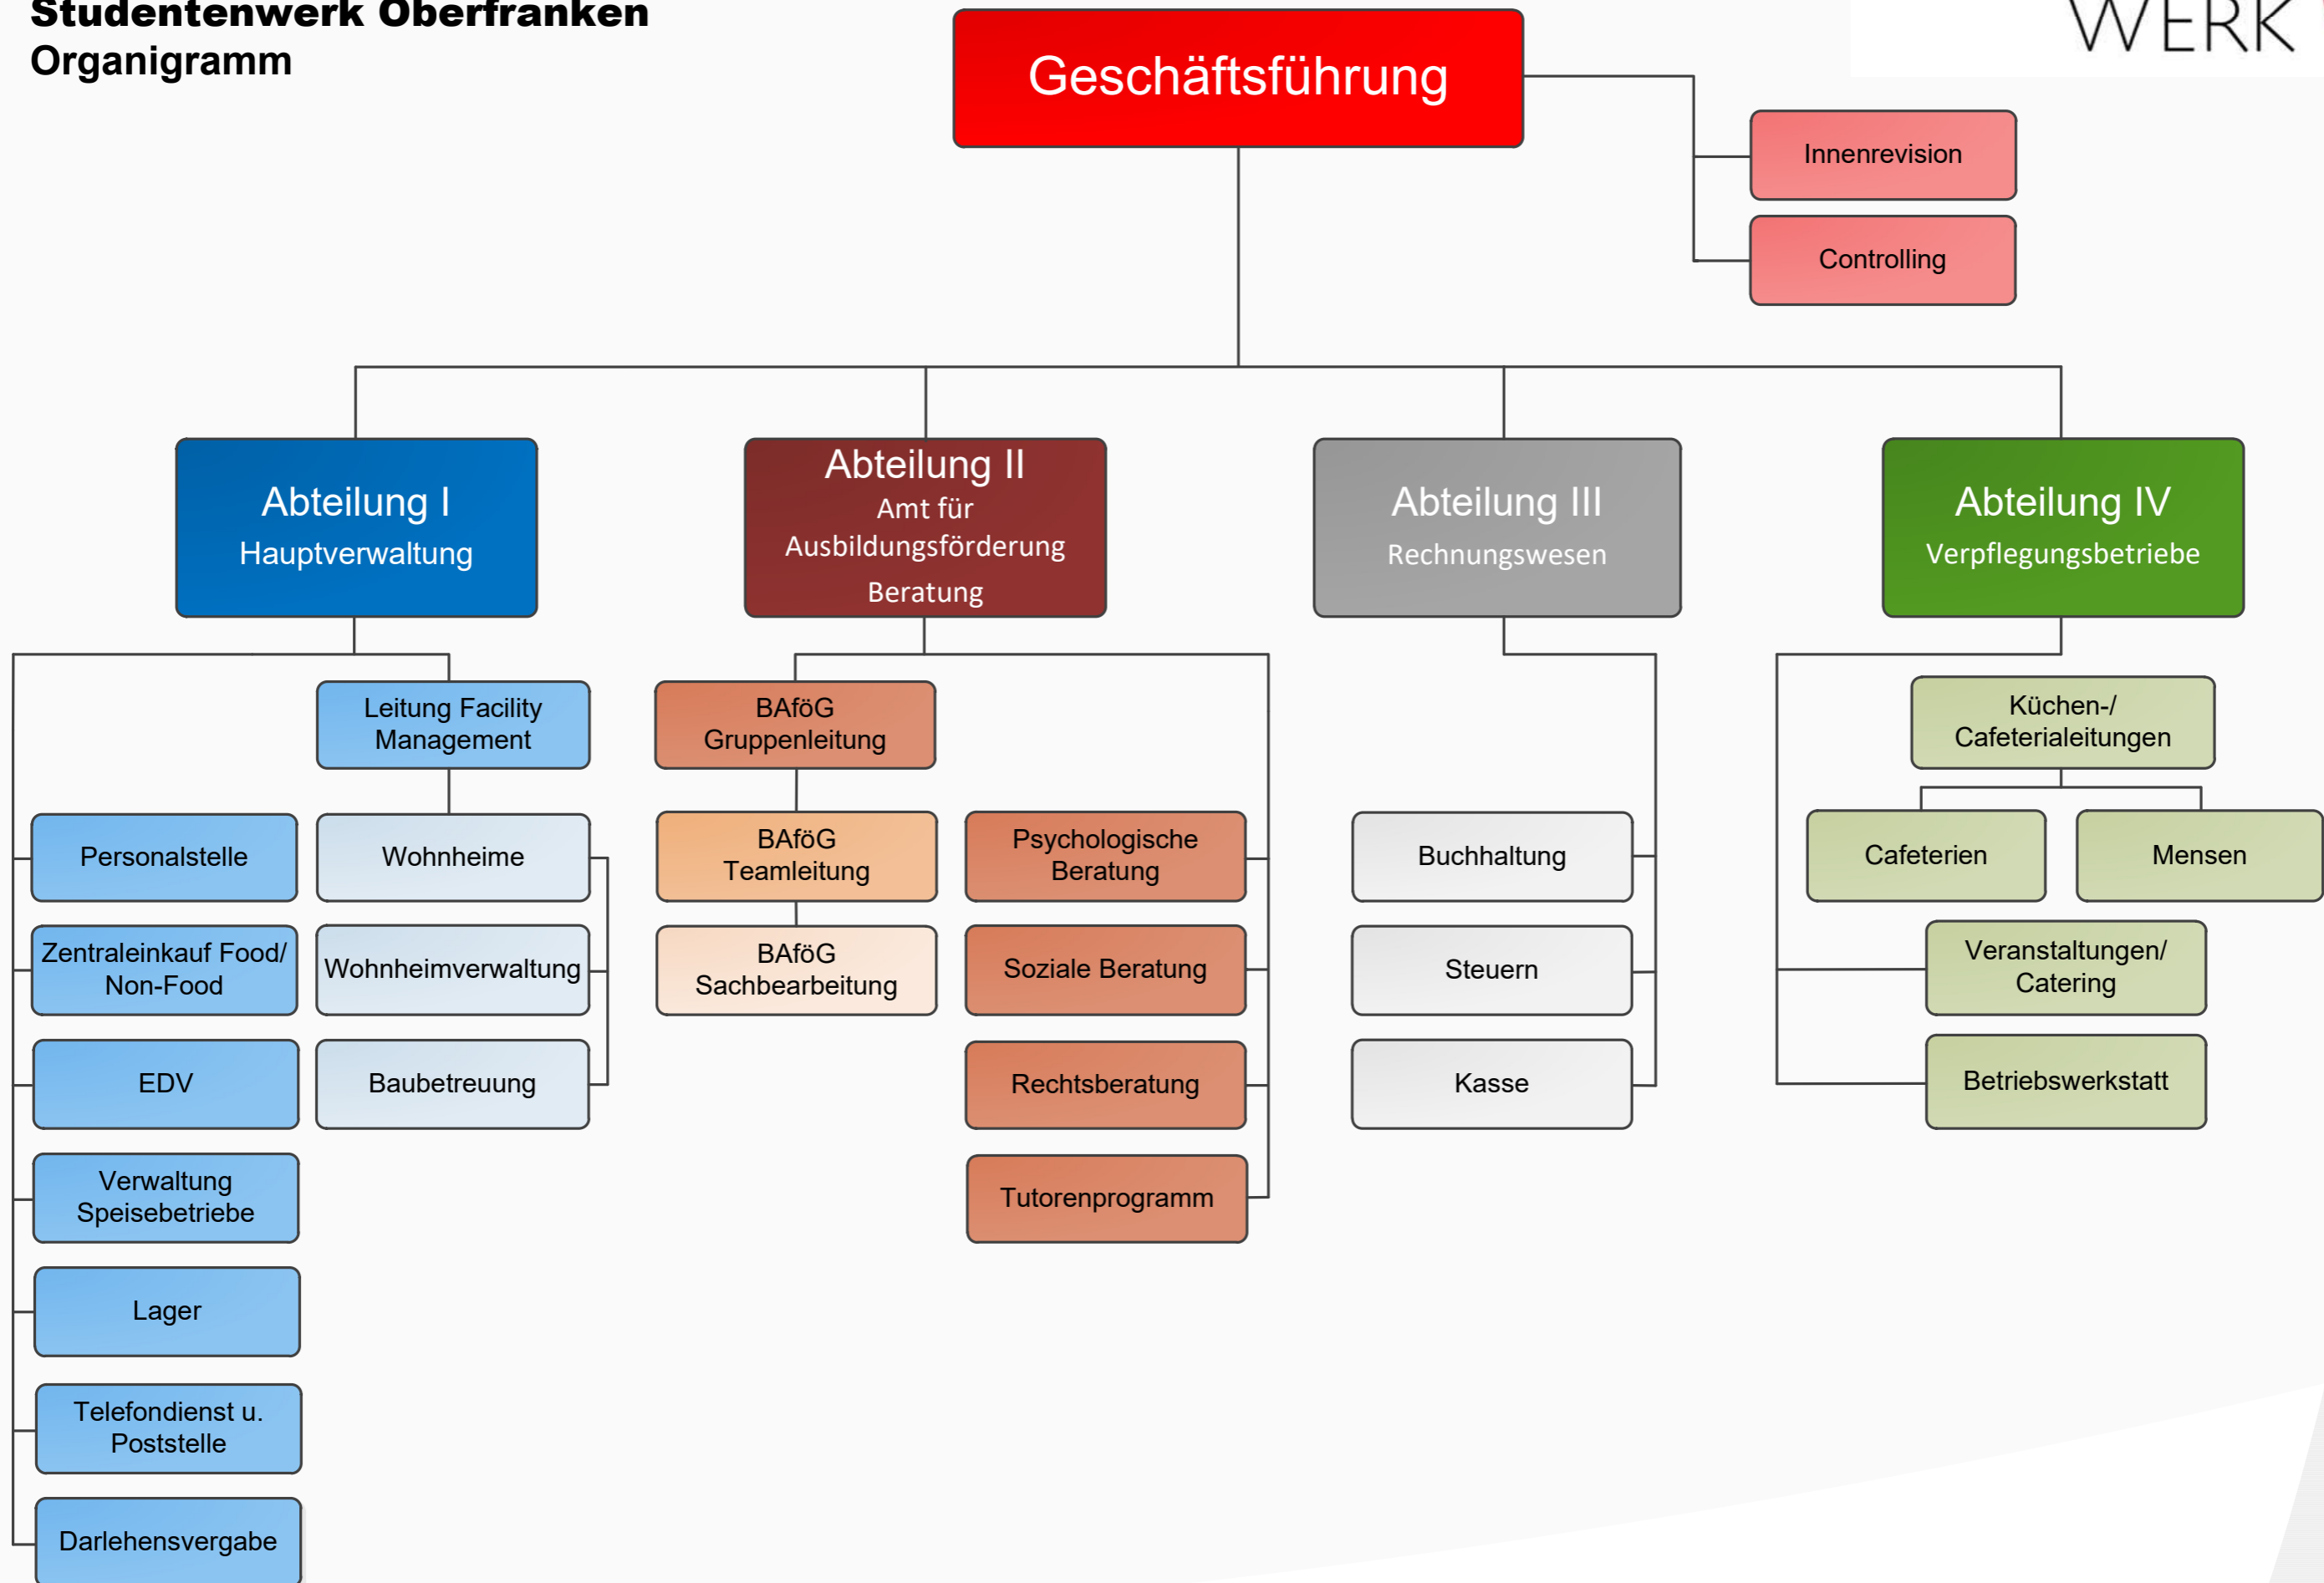 Studentenwerk Oberfranken
Organigramm
WERK
Geschäftsführung
Innenrevision
Controlling
Abteilung I
Hauptverwaltung
Abteilung II
Amt für
Ausbildungsförderung
Beratung
Abteilung III
Rechnungswesen
Abteilung IV
Verpflegungsbetriebe
Leitung Facility
Management
Personalstelle
Zentraleinkauf Food/
Non-Food
EDV
Verwaltung
Speisebetriebe
Lager
Telefondienst u.
Poststelle
Darlehensvergabe
Wohnheime
Wohnheimverwaltung
Baubetreuung
BAföG
Gruppenleitung
BAföG
Teamleitung
BAföG
Sachbearbeitung
Psychologische
Beratung
Soziale Beratung
Rechtsberatung
Tutorenprogramm
Buchhaltung
Steuern
Kasse
Küchen-/
Cafeterialeitungen
Cafeterien
Mensen
Veranstaltungen/
Catering
Betriebswerkstatt